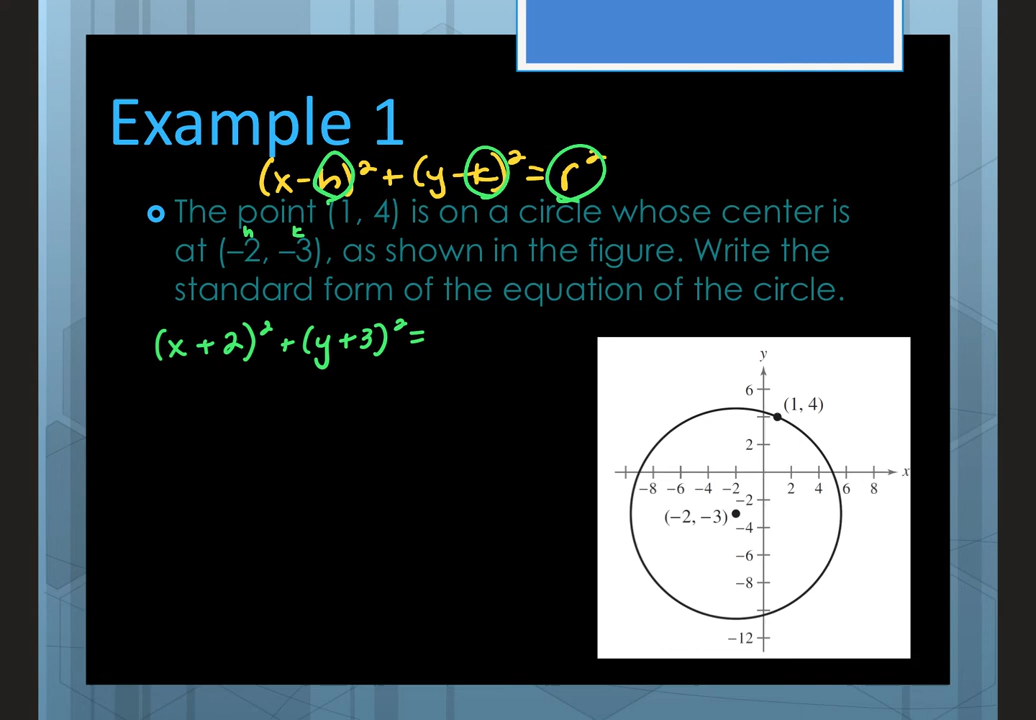 Example 1
(x-h)² + (y-k)² = r²
The point (1, 4) is on a circle whose center is
h k
at (–2, –3), as shown in the figure. Write the
standard form of the equation of the circle.
(x + 2)² + (y + 3)² =
y
6
(1, 4)
2
x
–8 –6 –4 –2 2 4 6 8
–2
(–2, –3)
–4
–6
–8
–12